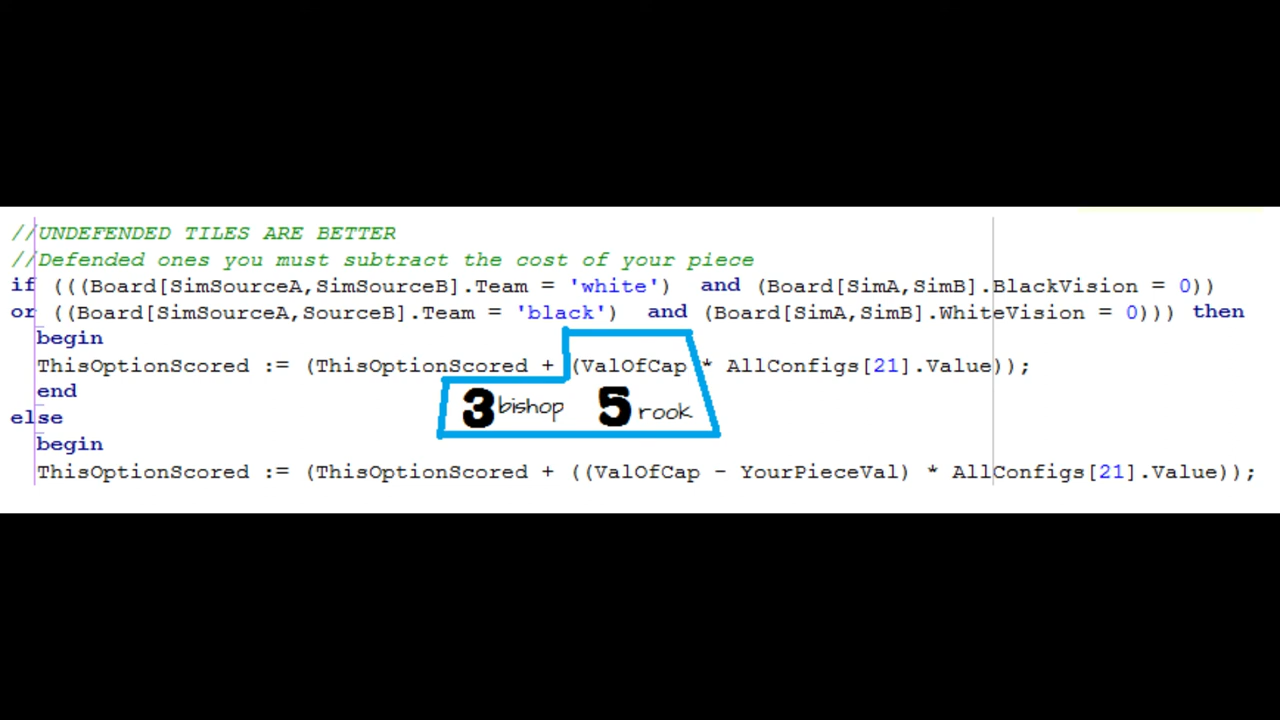 //UNDEFENDED TILES ARE BETTER
//Defended ones you must subtract the cost of your piece
if (((Board[SimSourceA,SimSourceB].Team = 'white') and (Board[SimA,SimB].BlackVision = 0))
or ((Board[SimSourceA,SourceB].Team = 'black') and (Board[SimA,SimB].WhiteVision = 0))) then
begin
ThisOptionScored := (ThisOptionScored + (ValOfCap * AllConfigs[21].Value));
end
3 bishop 5 rook
else
begin
ThisOptionScored := (ThisOptionScored + ((ValOfCap - YourPieceVal) * AllConfigs[21].Value));